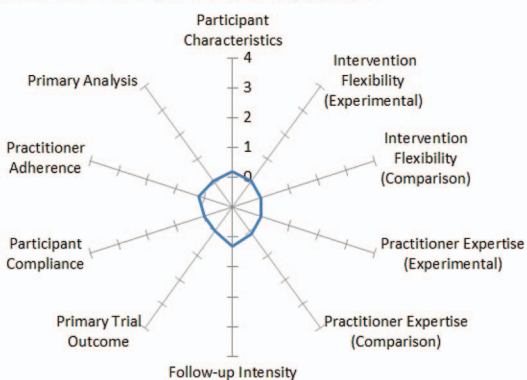 Participant
Characteristics
4
3
2
1
0
Intervention
Flexibility
(Experimental)
Intervention
Flexibility
(Comparison)
Practitioner Expertise
(Experimental)
Practitioner Expertise
(Comparison)
Follow-up Intensity
Primary Trial
Outcome
Participant
Compliance
Practitioner
Adherence
Primary Analysis